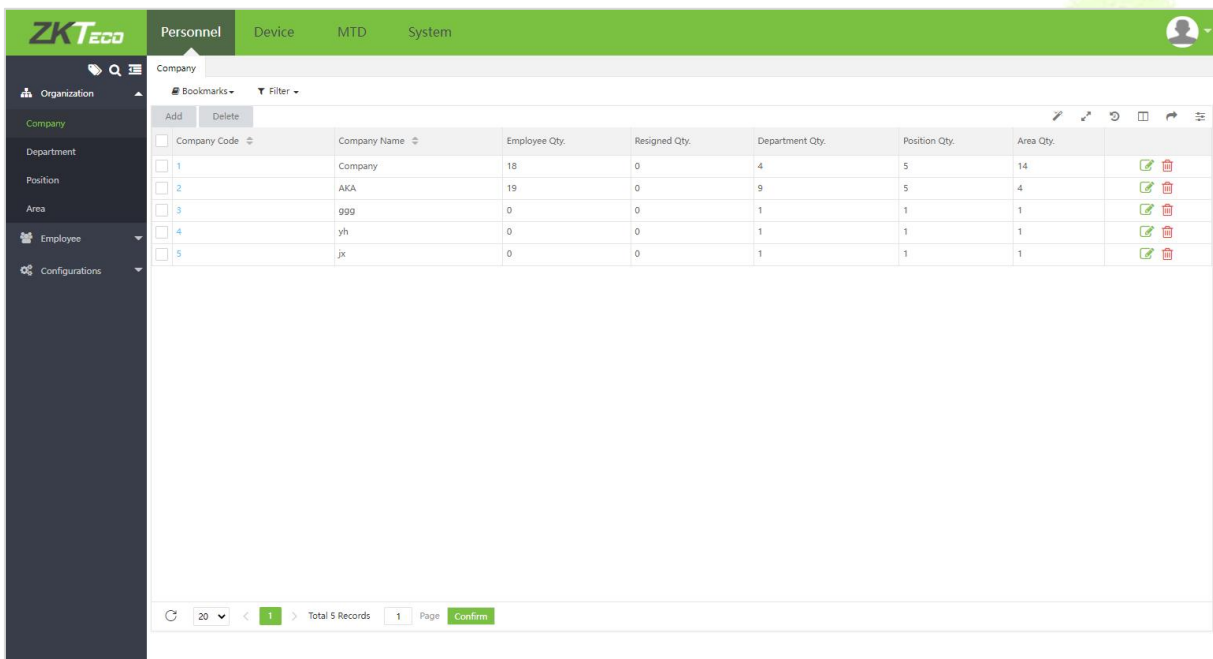 ZKTECO Personnel Device MTD System
Company
Organization Bookmarks Filter
Company Add Delete
Company Code Company Name Employee Qty. Resigned Qty. Department Qty. Position Qty. Area Qty.
Department
1 Company 18 0 4 5 14
Position
2 AKA 19 0 9 5 4
Area
3 ggg 0 0 1 1 1
Employee
4 yh 0 0 1 1 1
5 jx 0 0 1 1 1
Configurations
20 1 Total 5 Records 1 Page Confirm